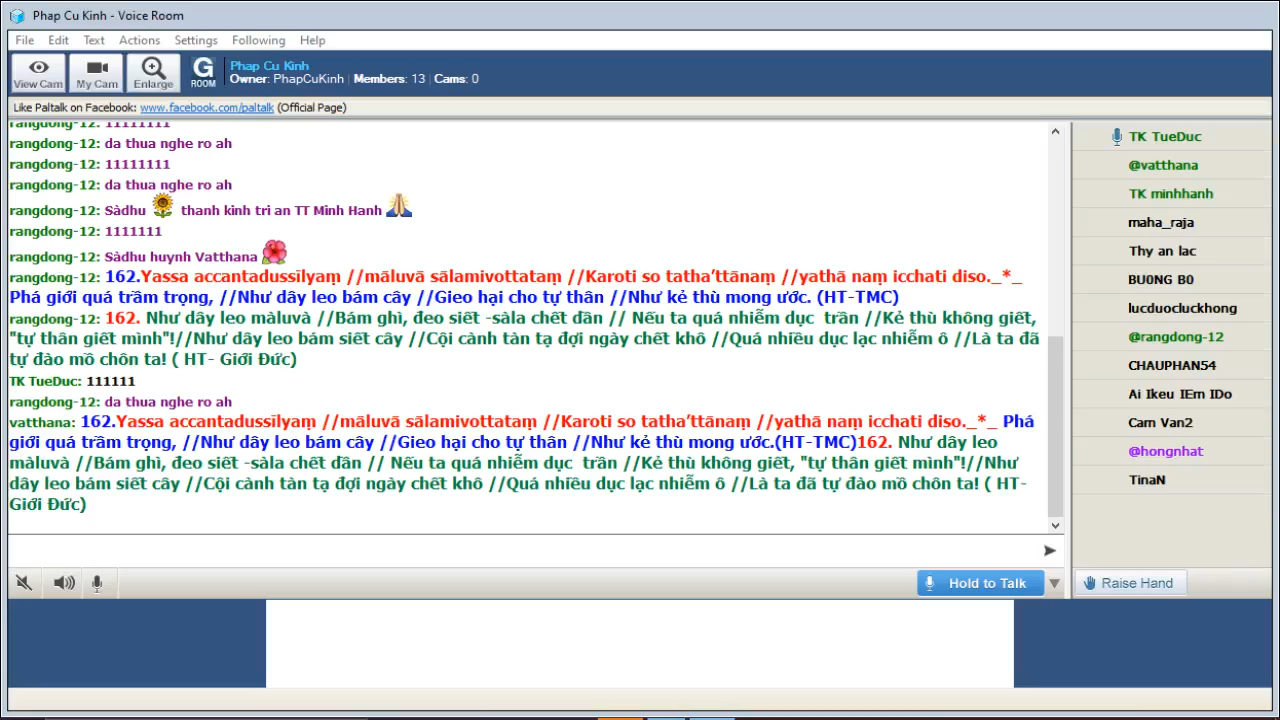 Phap Cu Kinh - Voice Room
File Edit Text Actions Settings Following Help
View Cam My Cam Enlarge G ROOM
Phap Cu Kinh
Owner: PhapCuKinh | Members: 13 | Cams: 0
Like Paltalk on Facebook: www.facebook.com/paltalk (Official Page)
rangdong-12: 11111111
rangdong-12: da thua nghe ro ah
rangdong-12: 11111111
rangdong-12: da thua nghe ro ah
rangdong-12: Sàdhu thanh kinh tri an TT Minh Hanh
rangdong-12: 1111111
rangdong-12: Sàdhu huynh Vatthana
rangdong-12: 162.Yassa accantadussīlyaṃ //māluvā sālamivottataṃ //Karoti so tatha’ttānaṃ //yathā naṃ icchati diso._*_
Phá giới quá trầm trọng, //Như dây leo bám cây //Gieo hại cho tự thân //Như kẻ thù mong ước. (HT-TMC)
rangdong-12: 162. Như dây leo màluvà //Bám ghì, đeo siết -sàla chết dần // Nếu ta quá nhiễm dục trần //Kẻ thù không giết,
"tự thân giết mình"!//Như dây leo bám siết cây //Cội cành tàn tạ đợi ngày chết khô //Quá nhiều dục lạc nhiễm ô //Là ta đã
tự đào mồ chôn ta! ( HT- Giới Đức)
TK TueDuc: 111111
rangdong-12: da thua nghe ro ah
vatthana: 162.Yassa accantadussīlyaṃ //māluvā sālamivottataṃ //Karoti so tatha’ttānaṃ //yathā naṃ icchati diso._*_ Phá
giới quá trầm trọng, //Như dây leo bám cây //Gieo hại cho tự thân //Như kẻ thù mong ước.(HT-TMC)162. Như dây leo
màluvà //Bám ghì, đeo siết -sàla chết dần // Nếu ta quá nhiễm dục trần //Kẻ thù không giết, "tự thân giết mình"!//Như
dây leo bám siết cây //Cội cành tàn tạ đợi ngày chết khô //Quá nhiều dục lạc nhiễm ô //Là ta đã tự đào mồ chôn ta! ( HT-
Giới Đức)
TK TueDuc
@vatthana
TK minhhanh
maha_raja
Thy an lac
BU0NG B0
lucduocluckhong
@rangdong-12
CHAUPHAN54
Ai Ikeu IErn IDo
Cam Van2
@hongnhat
TinaN
Hold to Talk
Raise Hand